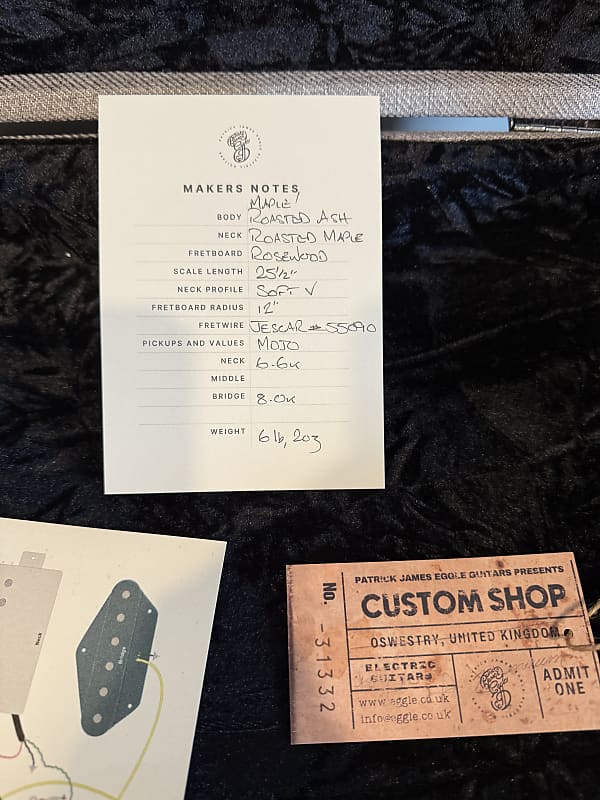 PATRICK JAMES EGGLE
MAKERS NOTES
MAPLE!
BODY ROASTED ASH
NECK ROASTED MAPLE
FRETBOARD ROSEWOOD
SCALE LENGTH 25½"
NECK PROFILE SOFT V
FRETBOARD RADIUS 12"
FRETWIRE JESCAR #55090
PICKUPS AND VALUES MOJO
NECK 6.6K
MIDDLE
BRIDGE 8.0K
WEIGHT 6lb, 2oz
Neck
Bridge
No. -31332
PATRICK JAMES EGGLE GUITARS PRESENTS
CUSTOM SHOP
OSWESTRY, UNITED KINGDOM
ELECTRIC
GUITARS
www.eggle.co.uk
info@eggle.co.uk
ADMIT
ONE